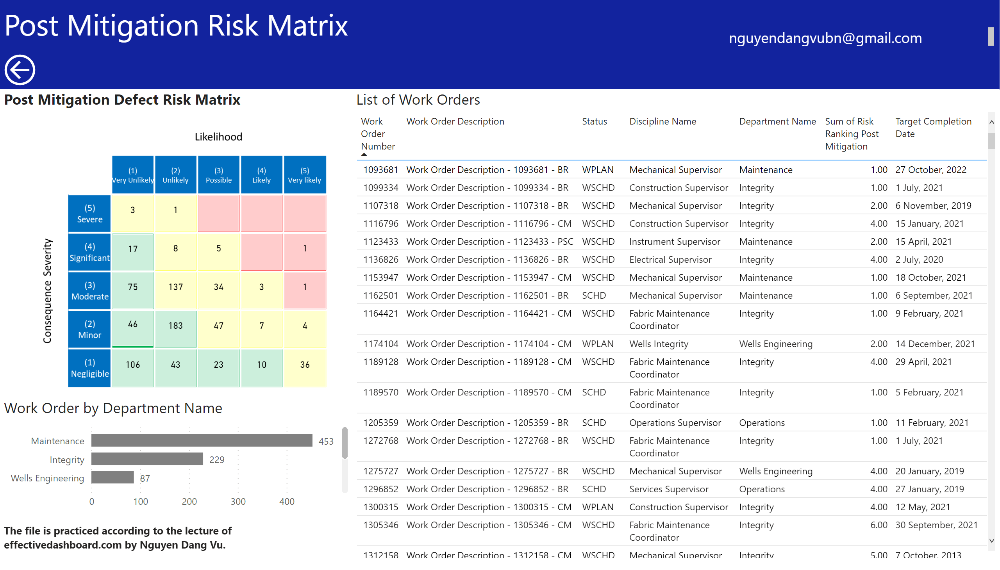 Post Mitigation Risk Matrix
nguyendangvubn@gmail.com
Post Mitigation Defect Risk Matrix
Likelihood
(1) Very Unlikely (2) Unlikely (3) Possible (4) Likely (5) Very likely
Consequence Severity
(5) Severe 3 1
(4) Significant 17 8 5 1
(3) Moderate 75 137 34 3 1
(2) Minor 46 183 47 7 4
(1) Negligible 106 43 23 10 36
Work Order by Department Name
Maintenance 453
Integrity 229
Wells Engineering 87
0 100 200 300 400
The file is practiced according to the lecture of
effectivedashboard.com by Nguyen Dang Vu.
List of Work Orders
Work Order Number Work Order Description Status Discipline Name Department Name Sum of Risk Ranking Post Mitigation Target Completion Date
1093681 Work Order Description - 1093681 - BR WPLAN Mechanical Supervisor Maintenance 1.00 27 October, 2022
1099334 Work Order Description - 1099334 - BR WSCHD Construction Supervisor Integrity 1.00 1 July, 2021
1107318 Work Order Description - 1107318 - BR WSCHD Mechanical Supervisor Integrity 2.00 6 November, 2019
1116796 Work Order Description - 1116796 - CM WSCHD Construction Supervisor Integrity 4.00 15 January, 2021
1123433 Work Order Description - 1123433 - PSC WSCHD Instrument Supervisor Maintenance 2.00 15 April, 2021
1136826 Work Order Description - 1136826 - BR WSCHD Electrical Supervisor Integrity 4.00 2 July, 2020
1153947 Work Order Description - 1153947 - CM WSCHD Mechanical Supervisor Maintenance 1.00 18 October, 2021
1162501 Work Order Description - 1162501 - BR SCHD Mechanical Supervisor Maintenance 1.00 6 September, 2021
1164421 Work Order Description - 1164421 - CM WSCHD Fabric Maintenance Coordinator Integrity 1.00 9 February, 2021
1174104 Work Order Description - 1174104 - CM WPLAN Wells Integrity Wells Engineering 2.00 14 December, 2021
1189128 Work Order Description - 1189128 - CM WSCHD Fabric Maintenance Coordinator Integrity 4.00 29 April, 2021
1189570 Work Order Description - 1189570 - CM SCHD Fabric Maintenance Coordinator Integrity 1.00 5 February, 2021
1205359 Work Order Description - 1205359 - BR SCHD Operations Supervisor Operations 1.00 11 February, 2021
1272768 Work Order Description - 1272768 - BR WSCHD Fabric Maintenance Coordinator Integrity 1.00 1 July, 2021
1275727 Work Order Description - 1275727 - BR WSCHD Mechanical Supervisor Wells Engineering 4.00 20 January, 2019
1296852 Work Order Description - 1296852 - BR SCHD Services Supervisor Operations 4.00 27 January, 2019
1300315 Work Order Description - 1300315 - CM WPLAN Construction Supervisor Integrity 4.00 12 May, 2021
1305346 Work Order Description - 1305346 - CM WSCHD Fabric Maintenance Coordinator Integrity 6.00 30 September, 2021
1312158 Work Order Description - 1312158 - CM WSCHD Mechanical Supervisor Integrity 5.00 7 October, 2013